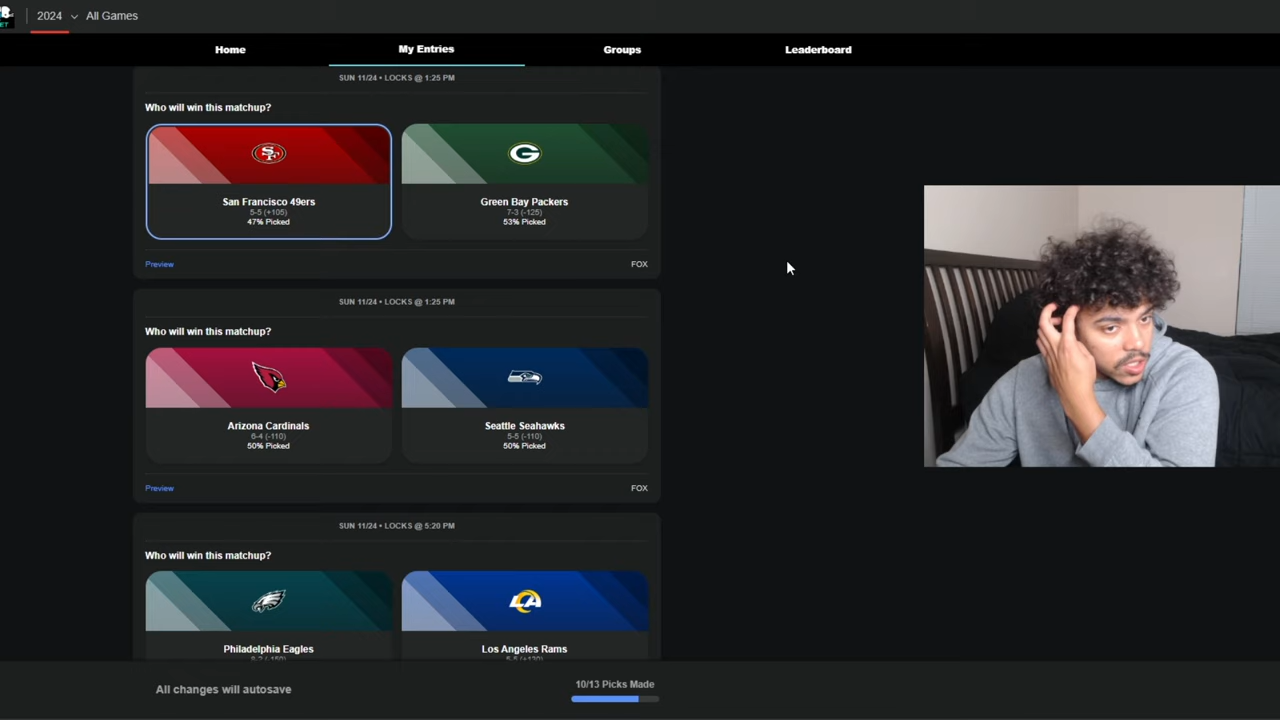 2024 All Games
Home My Entries Groups Leaderboard
SUN 11/24 • LOCKS @ 1:25 PM
Who will win this matchup?
San Francisco 49ers
5-5 (+105)
47% Picked
Green Bay Packers
7-3 (-125)
53% Picked
Preview FOX
SUN 11/24 • LOCKS @ 1:25 PM
Who will win this matchup?
Arizona Cardinals
6-4 (-110)
50% Picked
Seattle Seahawks
5-5 (-110)
50% Picked
Preview FOX
SUN 11/24 • LOCKS @ 5:20 PM
Who will win this matchup?
Philadelphia Eagles
Los Angeles Rams
All changes will autosave
10/13 Picks Made